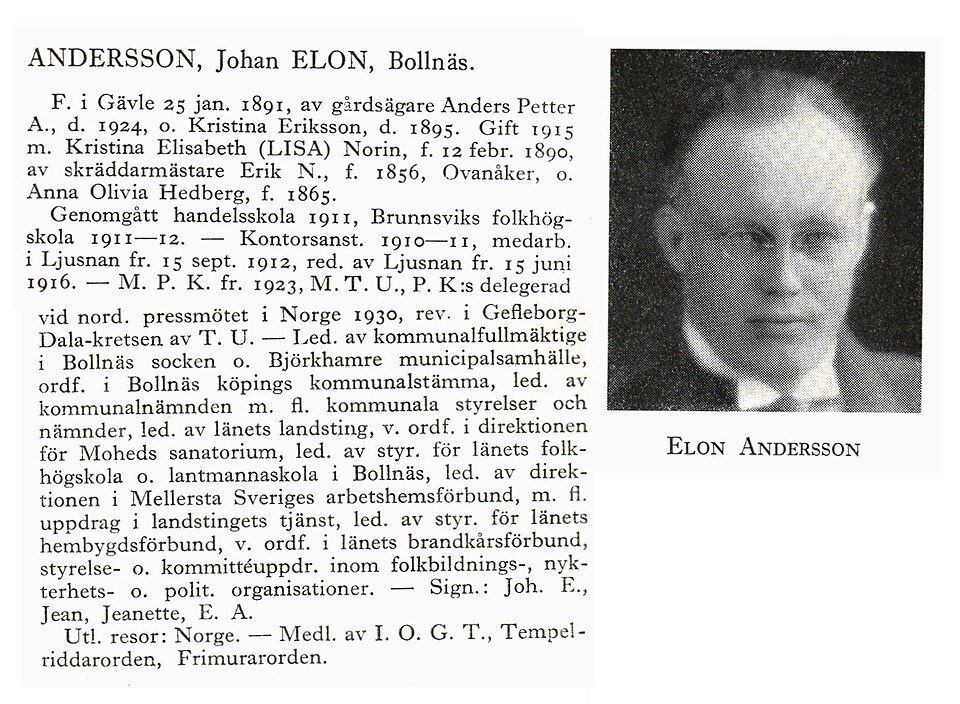 ANDERSSON, Johan ELON, Bollnäs.
F. i Gävle 25 jan. 1891, av gårdsägare Anders Petter
A., d. 1924, o. Kristina Eriksson, d. 1895. Gift 1915
m. Kristina Elisabeth (LISA) Norin, f. 12 febr. 1890,
av skräddarmästare Erik N., f. 1856, Ovanåker, o.
Anna Olivia Hedberg, f. 1865.
Genomgått handelsskola 1911, Brunnsviks folkhög-
skola 1911—12. — Kontorsanst. 1910—11, medarb.
i Ljusnan fr. 15 sept. 1912, red. av Ljusnan fr. 15 juni
1916. — M. P. K. fr. 1923, M. T. U., P. K:s delegerad
vid nord. pressmötet i Norge 1930, rev. i Gefleborg-
Dala-kretsen av T. U. — Led. av kommunalfullmäktige
i Bollnäs socken o. Björkhamre municipalsamhälle,
ordf. i Bollnäs köpings kommunalstämma, led. av
kommunalnämnden m. fl. kommunala styrelser och
nämnder, led. av länets landsting, v. ordf. i direktionen
för Moheds sanatorium, led. av styr. för länets folk-
högskola o. lantmannaskola i Bollnäs, led. av direk-
tionen i Mellersta Sveriges arbetshemsförbund, m. fl.
uppdrag i landstingets tjänst, led. av styr. för länets
hembygdsförbund, v. ordf. i länets brandkårsförbund,
styrelse- o. kommittéuppdr. inom folkbildnings-, nyk-
terhets- o. polit. organisationer. — Sign.: Joh. E.,
Jean, Jeanette, E. A.
Utl. resor: Norge. — Medl. av I. O. G. T., Tempel-
riddarorden, Frimurarorden.
ELON ANDERSSON